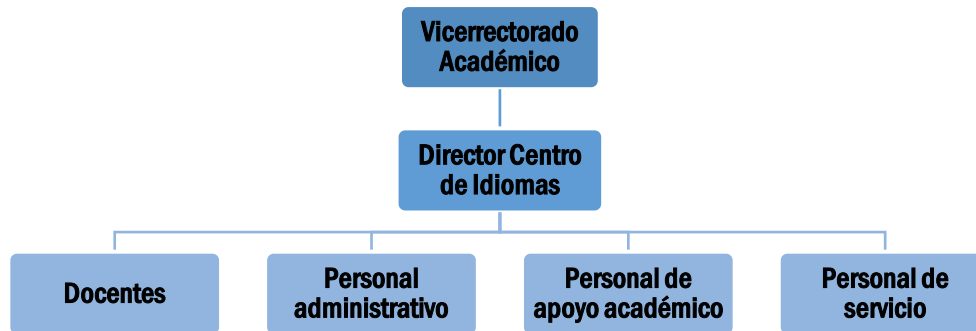 Vicerrectorado
Académico
Director Centro
de Idiomas
Docentes
Personal
administrativo
Personal de
apoyo académico
Personal de
servicio